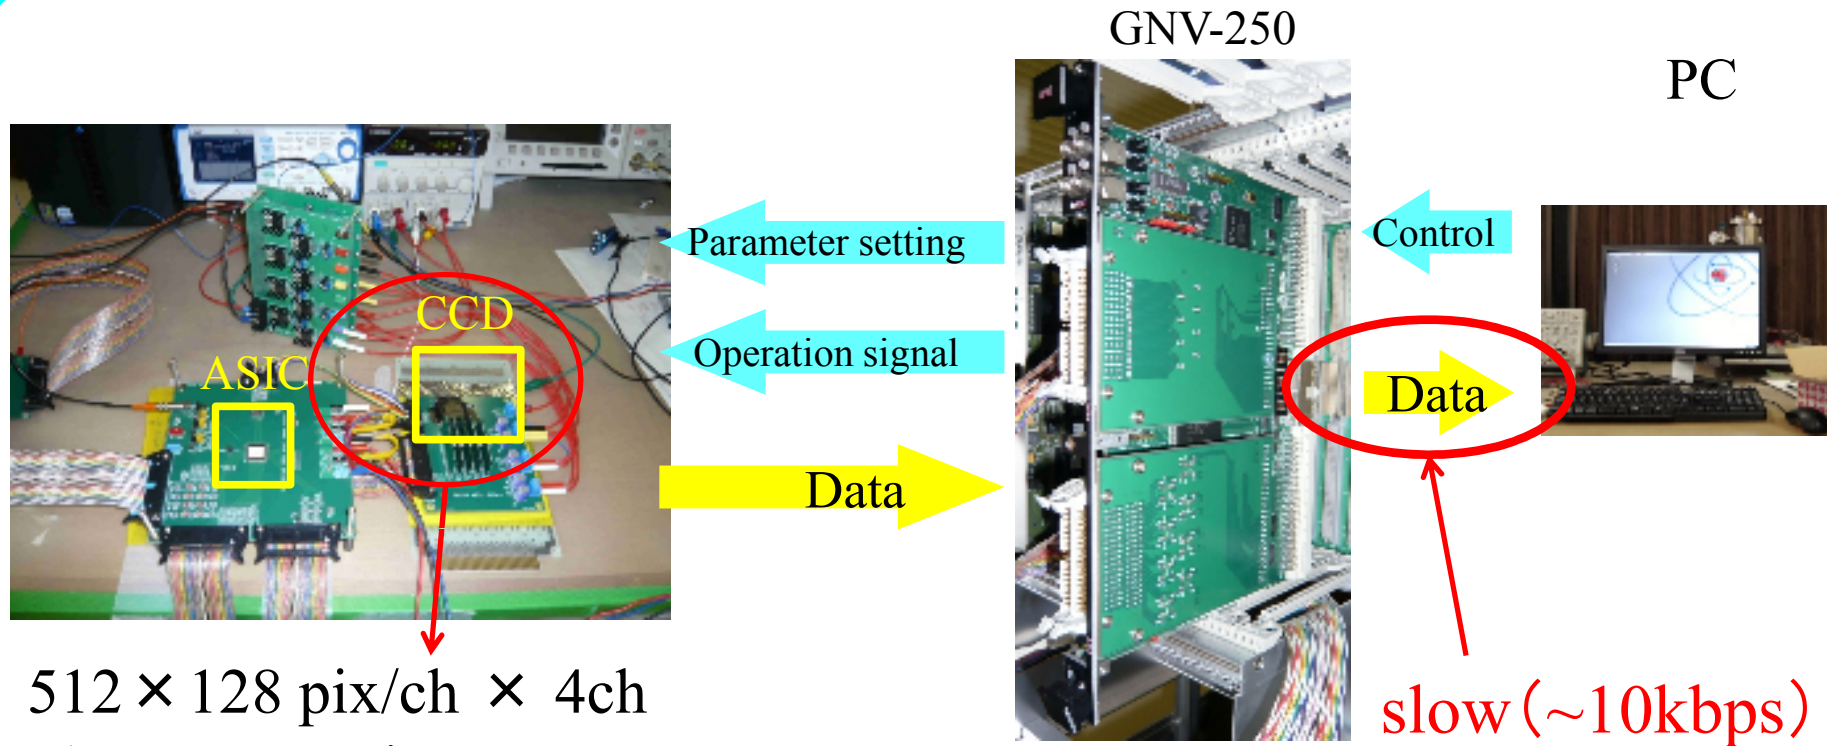 GNV-250
PC
Parameter setting
Control
CCD
Operation signal
ASIC
Data
Data
512×128 pix/ch × 4ch
slow(~10kbps)